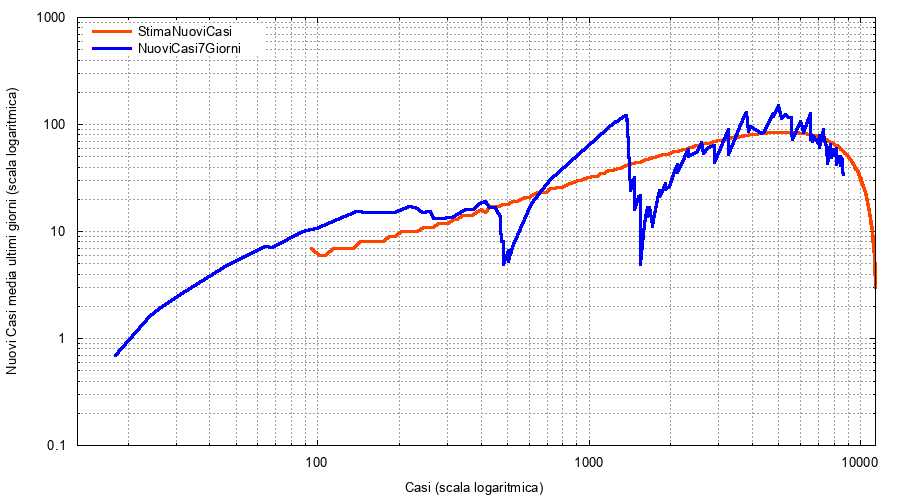 1000
100
10
1
0.1
StimaNuoviCasi
NuoviCasi7Giorni
Nuovi Casi media ultimi giorni (scala logaritmica)
100
1000
10000
Casi (scala logaritmica)